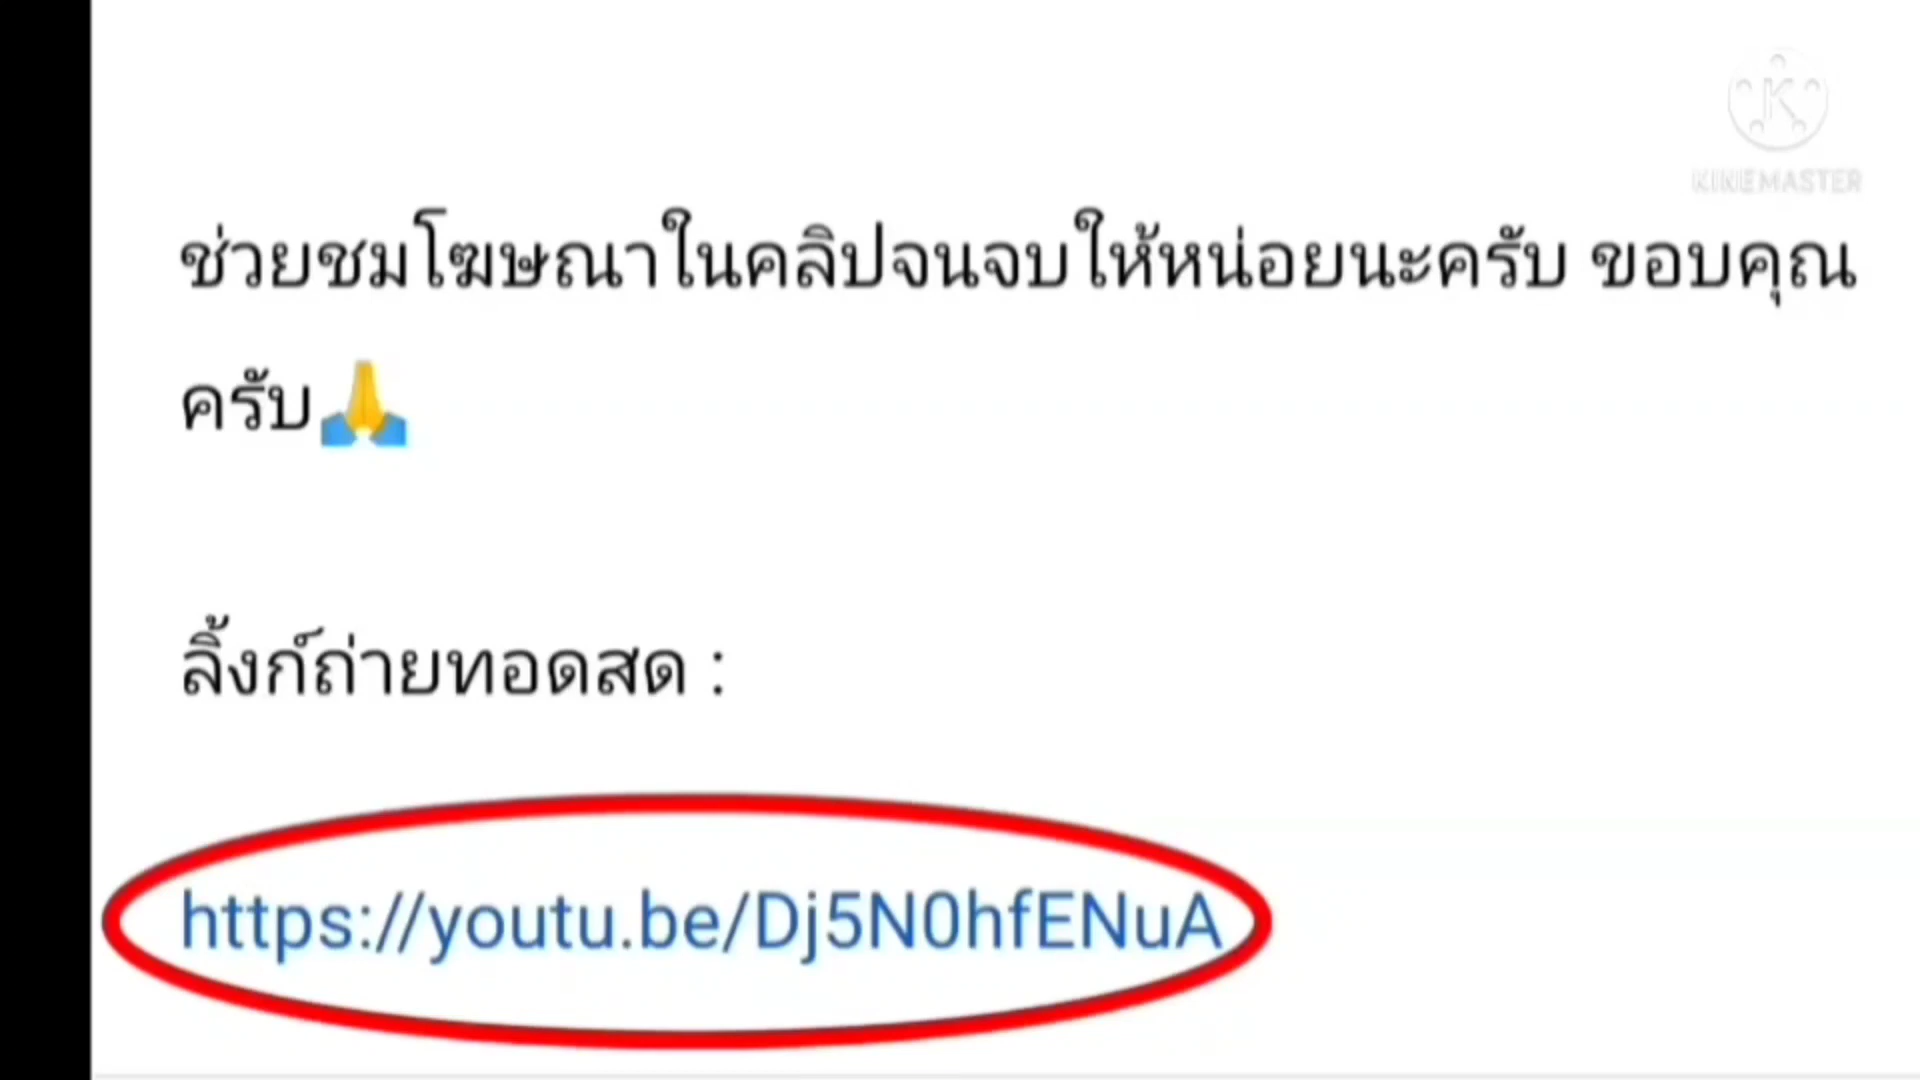 KINEMASTER
ช่วยชมโฆษณาในคลิปจนจบให้หน่อยนะครับ ขอบคุณ
ครับ🙏
ลิ้งก์ถ่ายทอดสด :
https://youtu.be/Dj5N0hfENuA